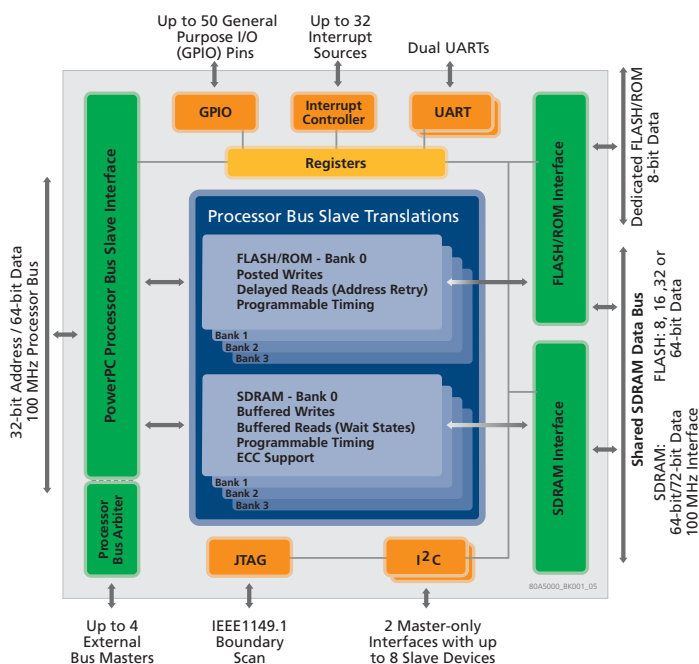 Up to 50 General
Purpose I/O
(GPIO) Pins
Up to 32
Interrupt
Sources
Dual UARTs
GPIO
Interrupt
Controller
UART
Registers
32-bit Address / 64-bit Data
100 MHz Processor Bus
PowerPC Processor Bus Slave Interface
Processor
Bus Arbiter
Processor Bus Slave Translations
FLASH/ROM - Bank 0
Posted Writes
Delayed Reads (Address Retry)
Programmable Timing
Bank 1
Bank 2
Bank 3
SDRAM - Bank 0
Buffered Writes
Buffered Reads (Wait States)
Programmable Timing
ECC Support
Bank 1
Bank 2
Bank 3
FLASH/ROM Interface
SDRAM Interface
Dedicated FLASH/ROM
8-bit Data
Shared SDRAM Data Bus
FLASH: 8, 16 ,32 or
64-bit Data
SDRAM:
64-bit/72-bit Data
100 MHz Interface
JTAG
I2C
80A5000_BK001_05
Up to 4
External
Bus Masters
IEEE1149.1
Boundary
Scan
2 Master-only
Interfaces with up
to 8 Slave Devices